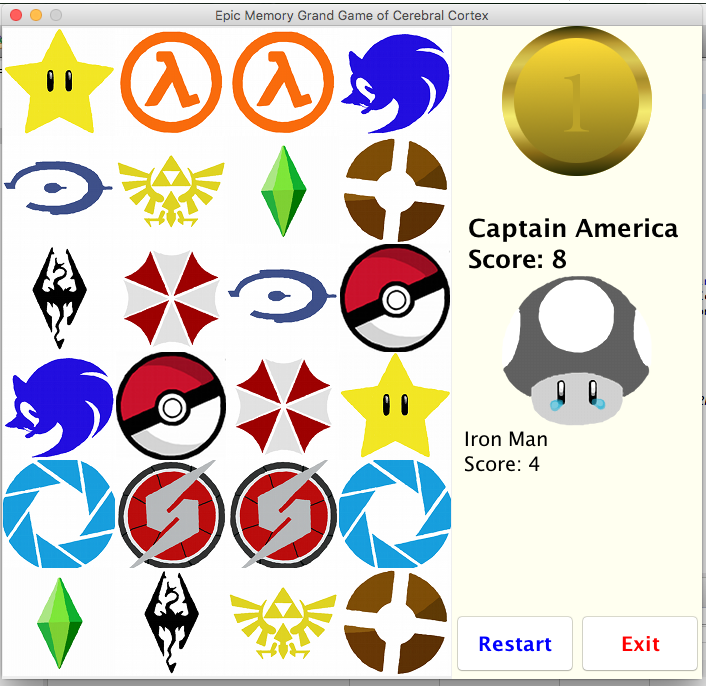 Epic Memory Grand Game of Cerebral Cortex
1
Captain America
Score: 8
Iron Man
Score: 4
Restart
Exit